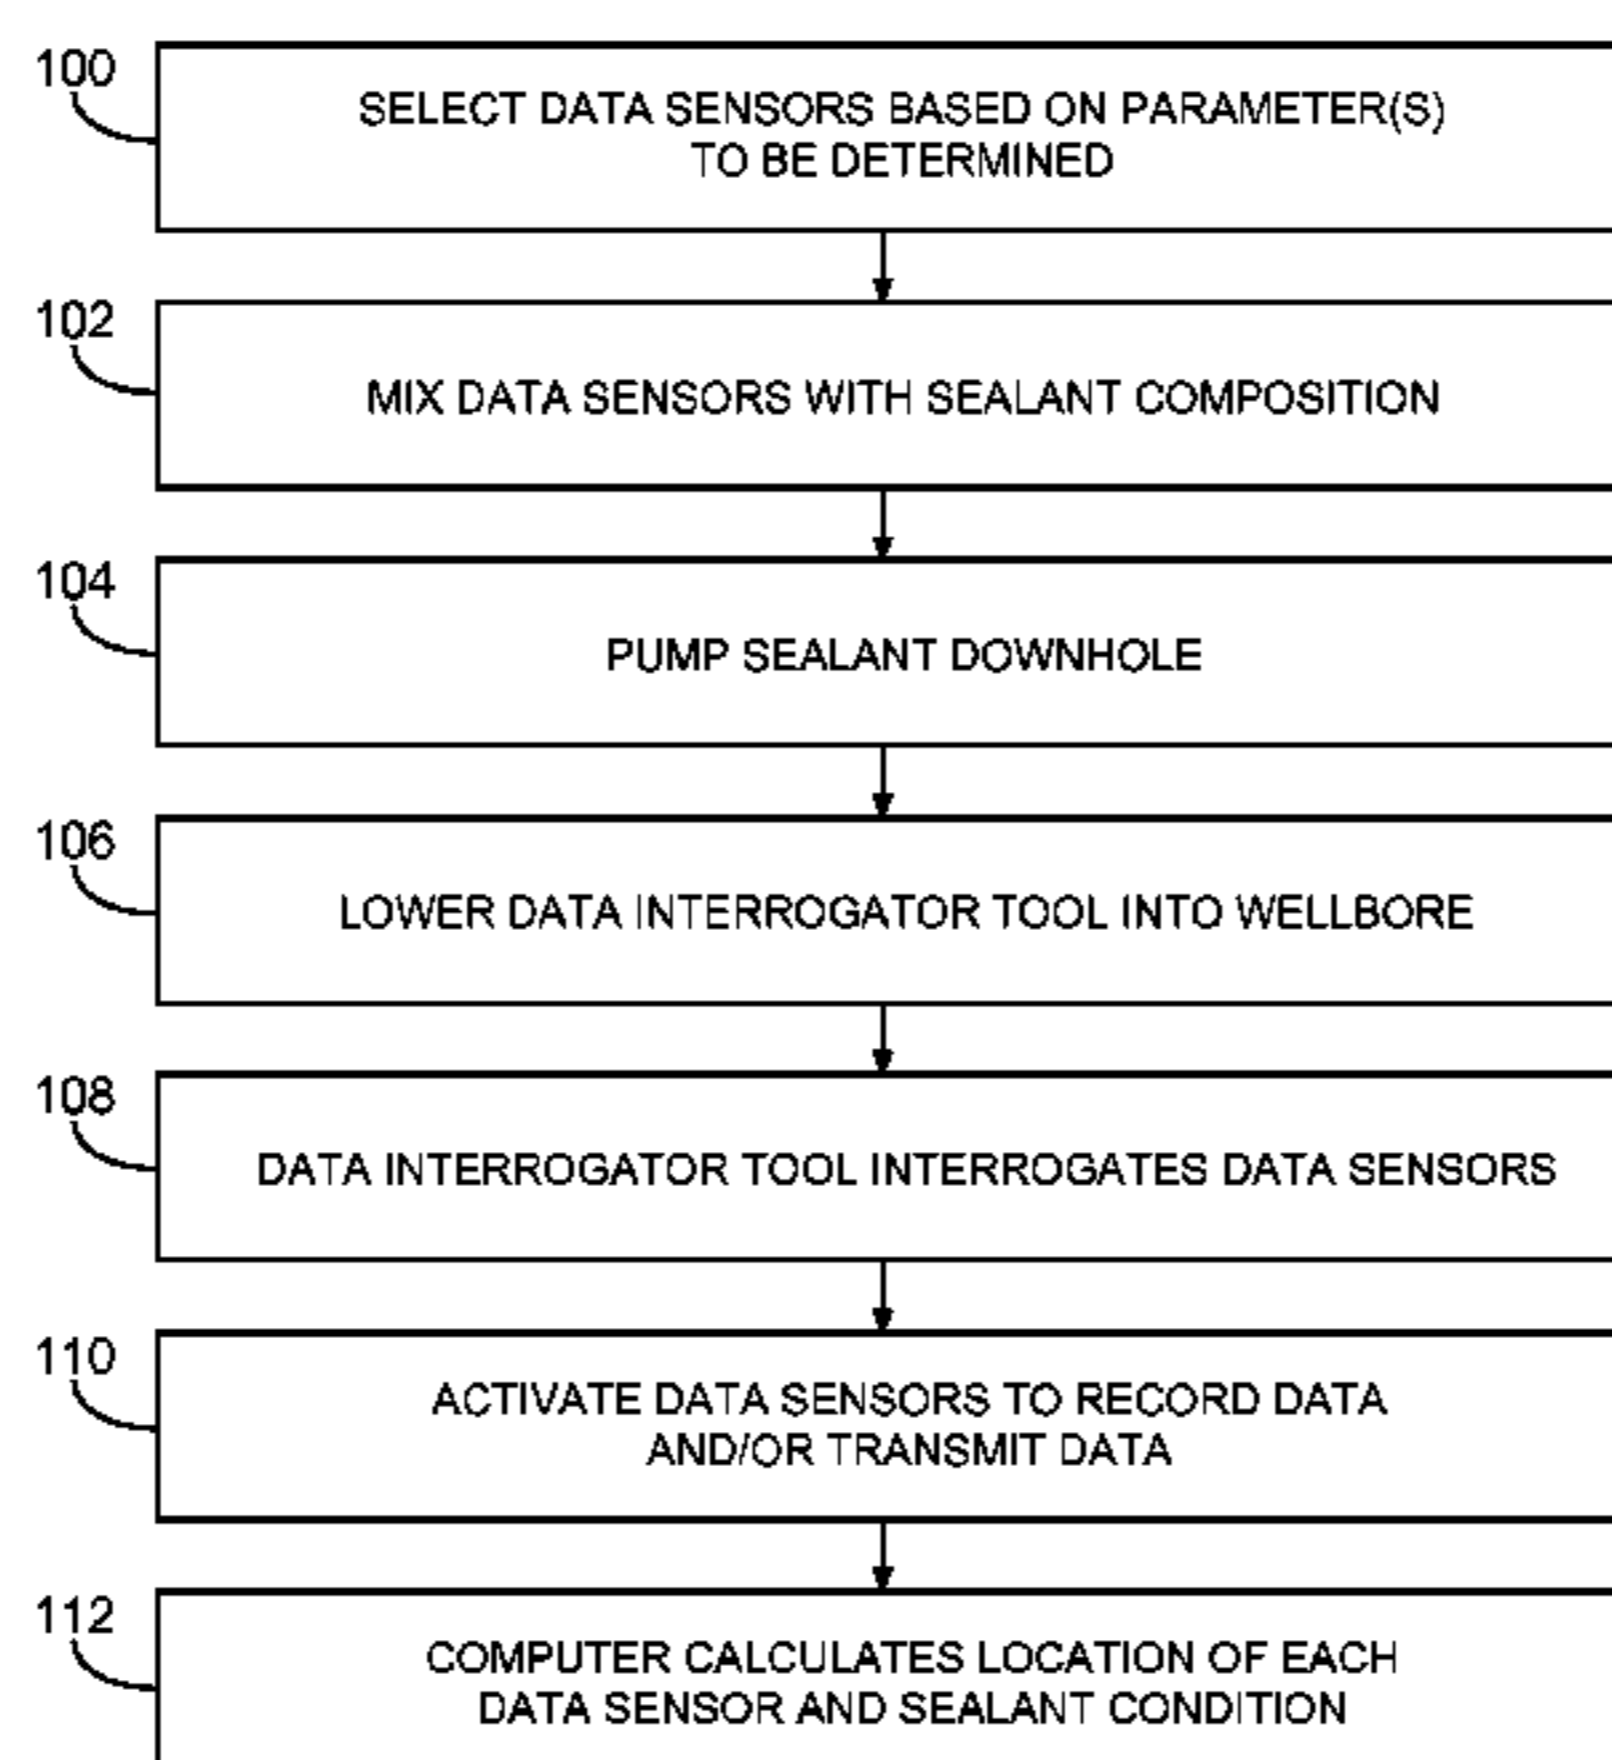 100
SELECT DATA SENSORS BASED ON PARAMETER(S)
TO BE DETERMINED
102
MIX DATA SENSORS WITH SEALANT COMPOSITION
104
PUMP SEALANT DOWNHOLE
106
LOWER DATA INTERROGATOR TOOL INTO WELLBORE
108
DATA INTERROGATOR TOOL INTERROGATES DATA SENSORS
110
ACTIVATE DATA SENSORS TO RECORD DATA
AND/OR TRANSMIT DATA
112
COMPUTER CALCULATES LOCATION OF EACH
DATA SENSOR AND SEALANT CONDITION